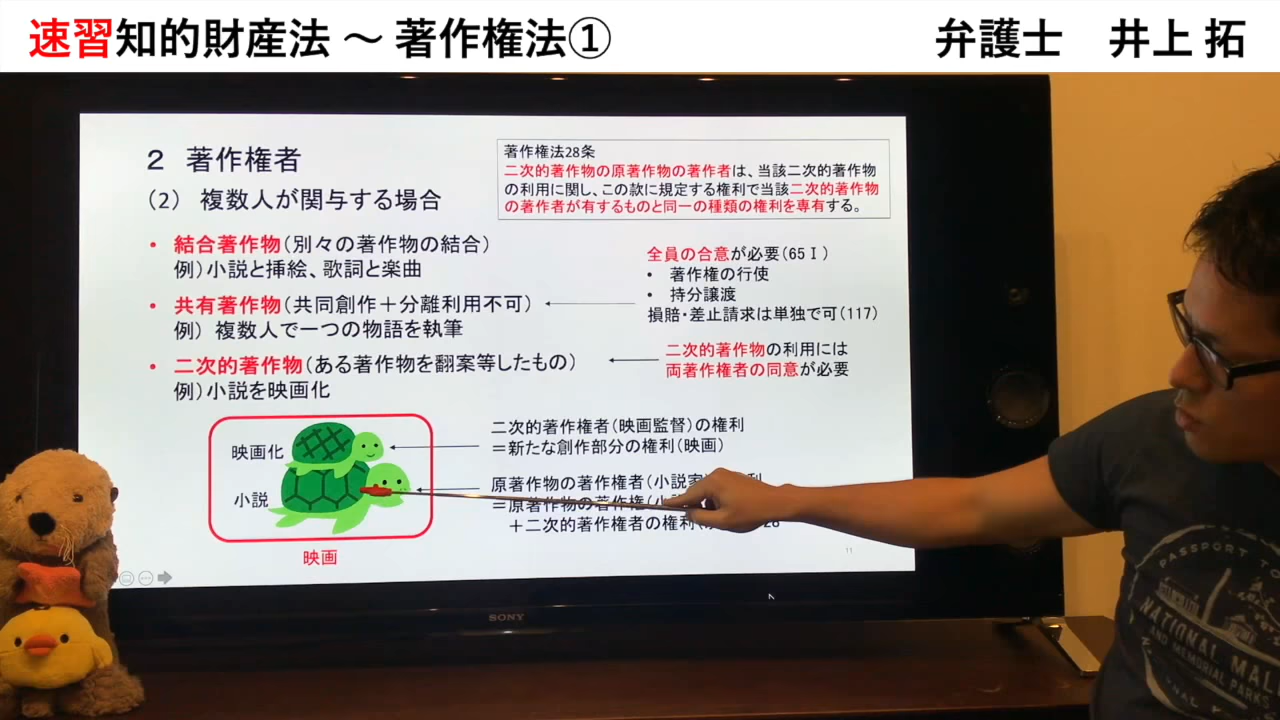 速習知的財産法 ～ 著作権法①
弁護士 井上 拓
2 著作権者
（2） 複数人が関与する場合
著作権法28条
二次的著作物の原著作物の著作者は、当該二次的著作物
の利用に関し、この款に規定する権利で当該二次的著作物
の著作者が有するものと同一の種類の権利を専有する。
• 結合著作物（別々の著作物の結合）
例）小説と挿絵、歌詞と楽曲
• 共有著作物（共同創作＋分離利用不可）
例） 複数人で一つの物語を執筆
• 二次的著作物（ある著作物を翻案等したもの）
例）小説を映画化
全員の合意が必要（65Ⅰ）
• 著作権の行使
• 持分譲渡
損賠・差止請求は単独で可（117）
二次的著作物の利用には
両著作権者の同意が必要
映画化
小説
映画
二次的著作権者（映画監督）の権利
＝新たな創作部分の権利（映画）
原著作物の著作権者（小説家
＝原著作物の著作権（小
＋二次的著作権者の権利（
11
SONY
PASSPORT TO
NATIONAL MAL
AND MEMORIAL PARKS